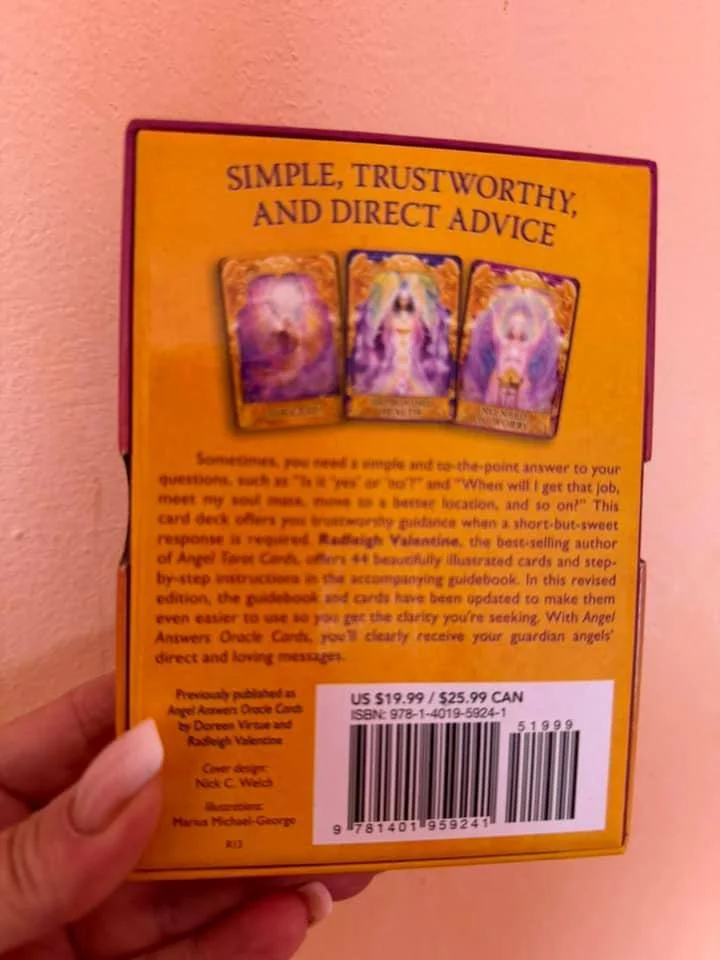 SIMPLE, TRUSTWORTHY,
AND DIRECT ADVICE
Sometimes, you need a simple and to-the-point answer to your
questions, such as "Is it 'yes' or 'no'?" and "When will I get that job,
meet my soul mate, move to a better location, and so on?" This
card deck offers you trustworthy guidance when a short-but-sweet
response is required. Radleigh Valentine, the best-selling author
of Angel Tarot Cards, offers 44 beautifully illustrated cards and step-
by-step instructions in the accompanying guidebook. In this revised
edition, the guidebook and cards have been updated to make them
even easier to use so you get the clarity you're seeking. With Angel
Answers Oracle Cards, you'll clearly receive your guardian angels'
direct and loving messages.
Previously published as
Angel Answers Oracle Cards
by Doreen Virtue and
Radleigh Valentine
Cover design:
Nick C. Welch
Illustrations:
Marius Michael-George
R13
US $19.99 / $25.99 CAN
ISBN: 978-1-4019-5924-1
51999
9 781401 959241